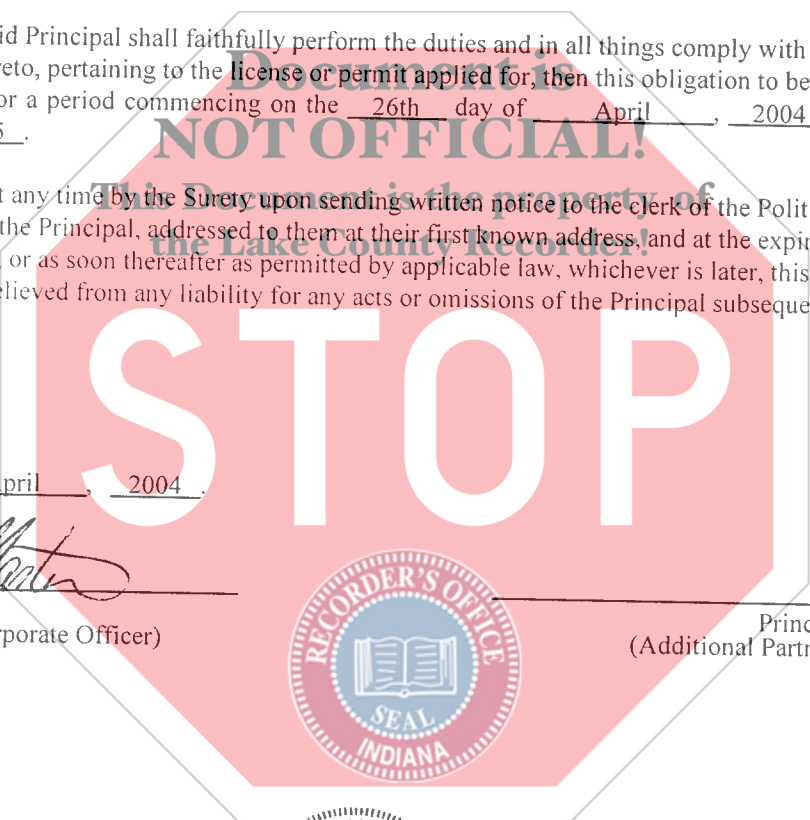 id Principal shall faithfully perform the duties and in all things comply with
reto, pertaining to the license or permit applied for, then this obligation to be
or a period commencing on the 26th day of April, 2004
5.
t any time by the Surety upon sending written notice to the clerk of the Polit
the Principal, addressed to them at their first known address, and at the expir
, or as soon thereafter as permitted by applicable law, whichever is later, this
elieved from any liability for any acts or omissions of the Principal subseque
Document is
NOT OFFICIAL!
This Document is the property of
the Lake County Recorder!
STOP
pril, 2004.
rporate Officer)
Princ
(Additional Partn
RECORDER'S OFFICE
SEAL
INDIANA